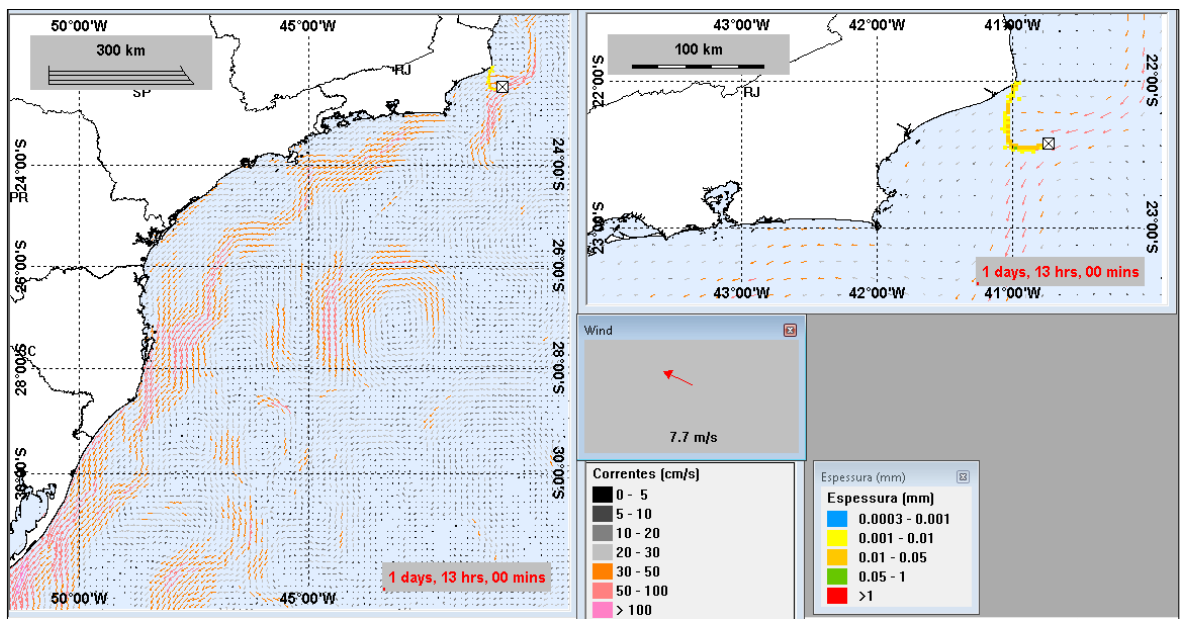 50°00'W 45°00'W
300 km
RJ
SP
PR
SC
24°00'S 24°00'S
26°00'S 26°00'S
28°00'S 28°00'S
30°00'S 30°00'S
1 days, 13 hrs, 00 mins
50°00'W 45°00'W
43°00'W 42°00'W 41°00'W
100 km
RJ
22°00'S 22°00'S
23°00'S 23°00'S
1 days, 13 hrs, 00 mins
43°00'W 42°00'W 41°00'W
Wind
7.7 m/s
Correntes (cm/s)
0 - 5
5 - 10
10 - 20
20 - 30
30 - 50
50 - 100
> 100
Espessura (mm)
Espessura (mm)
0.0003 - 0.001
0.001 - 0.01
0.01 - 0.05
0.05 - 1
>1